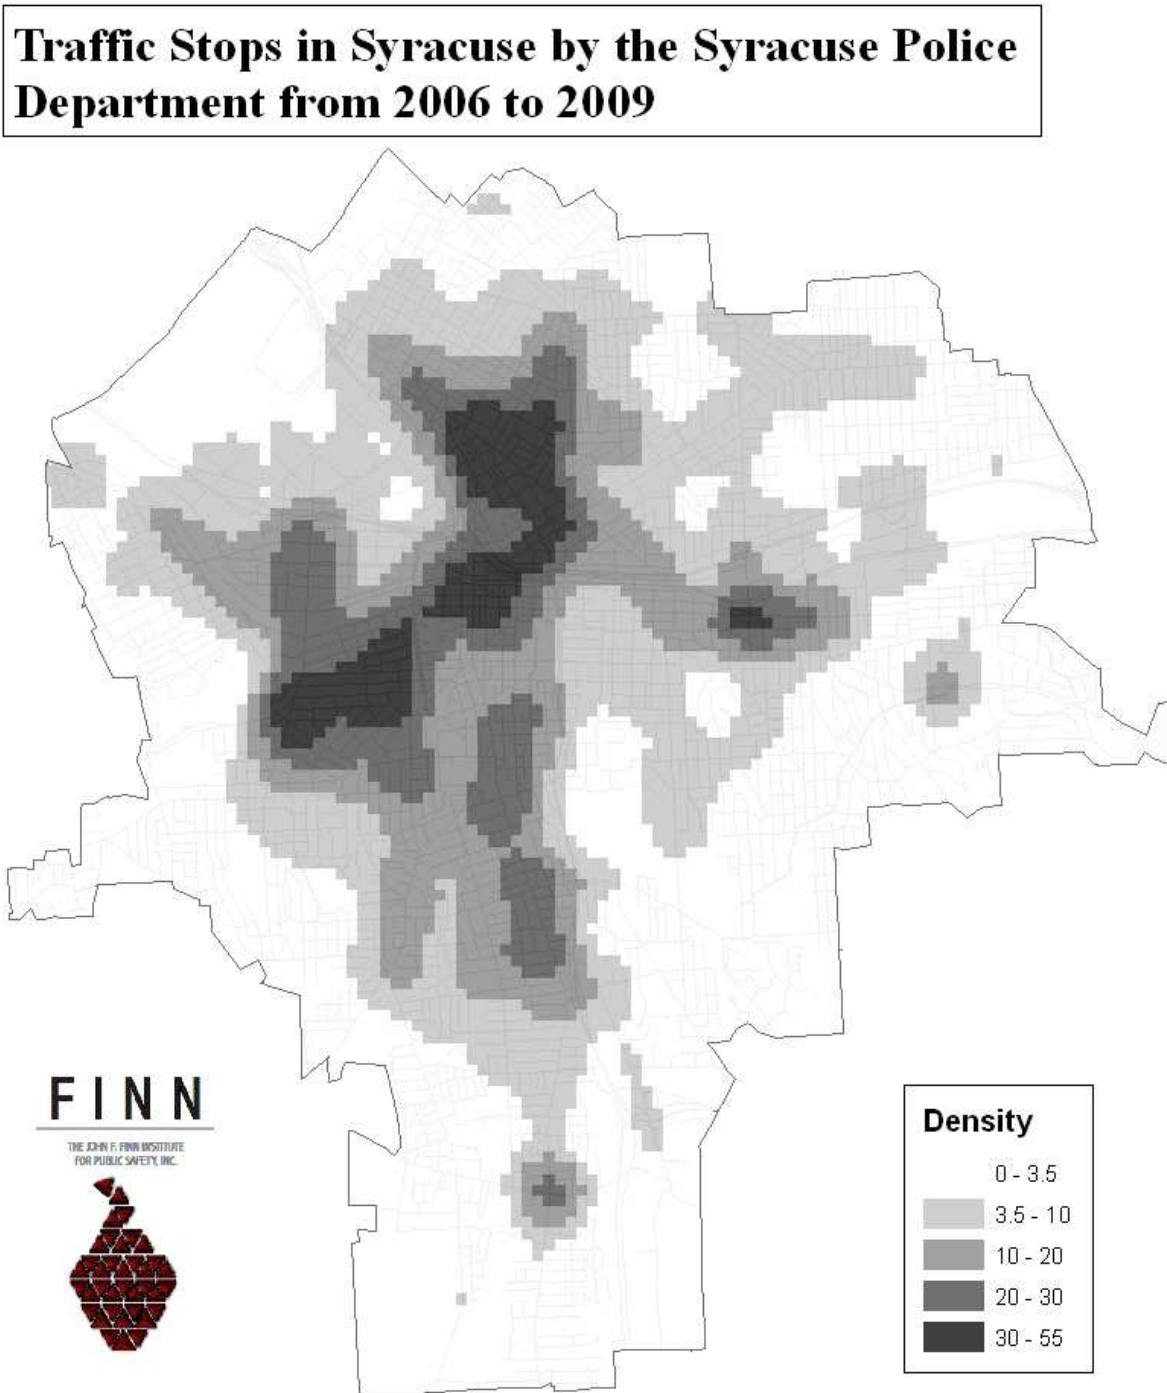 Traffic Stops in Syracuse by the Syracuse Police
Department from 2006 to 2009
FINN
THE JOHN F. FINN INSTITUTE
FOR PUBLIC SAFETY, INC.
Density
0 - 3.5
3.5 - 10
10 - 20
20 - 30
30 - 55